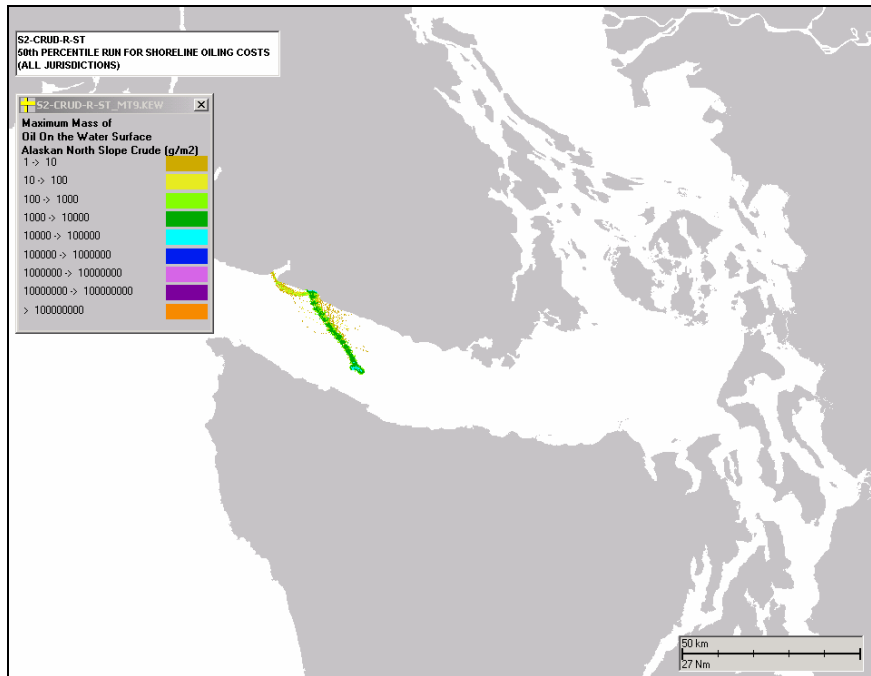 S2-CRUD-R-ST
50th PERCENTILE RUN FOR SHORELINE OILING COSTS
(ALL JURISDICTIONS)
S2-CRUD-R-ST_MT9.KEW
Maximum Mass of
Oil On the Water Surface
Alaskan North Slope Crude (g/m2)
1 -> 10
10 -> 100
100 -> 1000
1000 -> 10000
10000 -> 100000
100000 -> 1000000
1000000 -> 10000000
10000000 -> 100000000
> 100000000
50 km
27 Nm